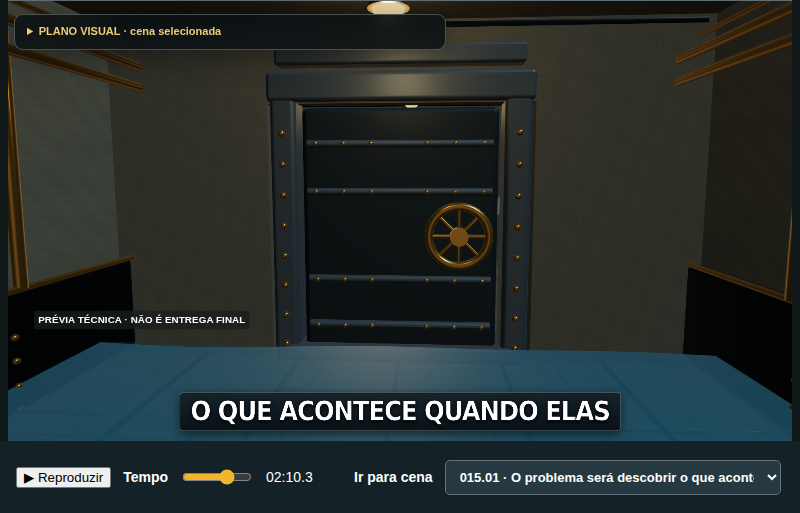 ▶ PLANO VISUAL · cena selecionada
PRÉVIA TÉCNICA · NÃO É ENTREGA FINAL
O QUE ACONTECE QUANDO ELAS
▶ Reproduzir Tempo 02:10.3 Ir para cena 015.01 · O problema será descobrir o que acont